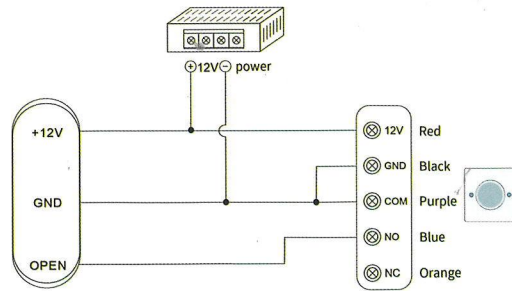 ⊕12V⊖ power
+12V
GND
OPEN
12V Red
GND Black
COM Purple
NO Blue
NC Orange